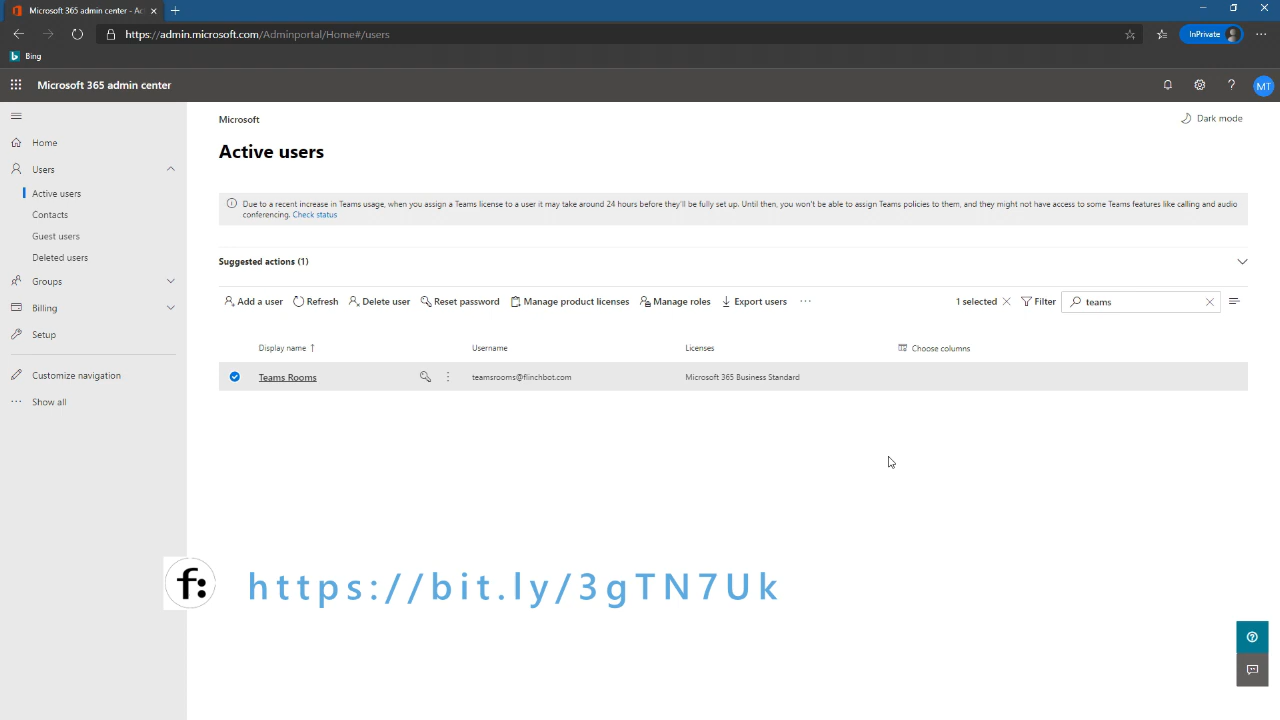 Microsoft 365 admin center - Ac
https://admin.microsoft.com/Adminportal/Home#/users
InPrivate
Bing
Microsoft 365 admin center
MT
Microsoft
Dark mode
Active users
Home
Users
Active users
Contacts
Guest users
Deleted users
Groups
Billing
Setup
Customize navigation
Show all
Due to a recent increase in Teams usage, when you assign a Teams license to a user it may take around 24 hours before they'll be fully set up. Until then, you won't be able to assign Teams policies to them, and they might not have access to some Teams features like calling and audio
conferencing. Check status
Suggested actions (1)
Add a user Refresh Delete user Reset password Manage product licenses Manage roles Export users ... 1 selected Filter teams
Display name ↑ Username Licenses Choose columns
Teams Rooms teamsrooms@flinchbot.com Microsoft 365 Business Standard
f: https://bit.ly/3gTN7Uk